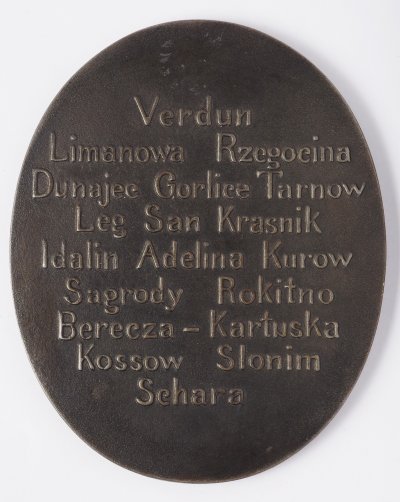 Verdun
Limanowa Rzegocina
Dunajec Gorlice Tarnow
Leg San Krasnik
Idalin Adelina Kurow
Sagrody Rokitno
Berecza – Kartuska
Kossow Slonim
Schara